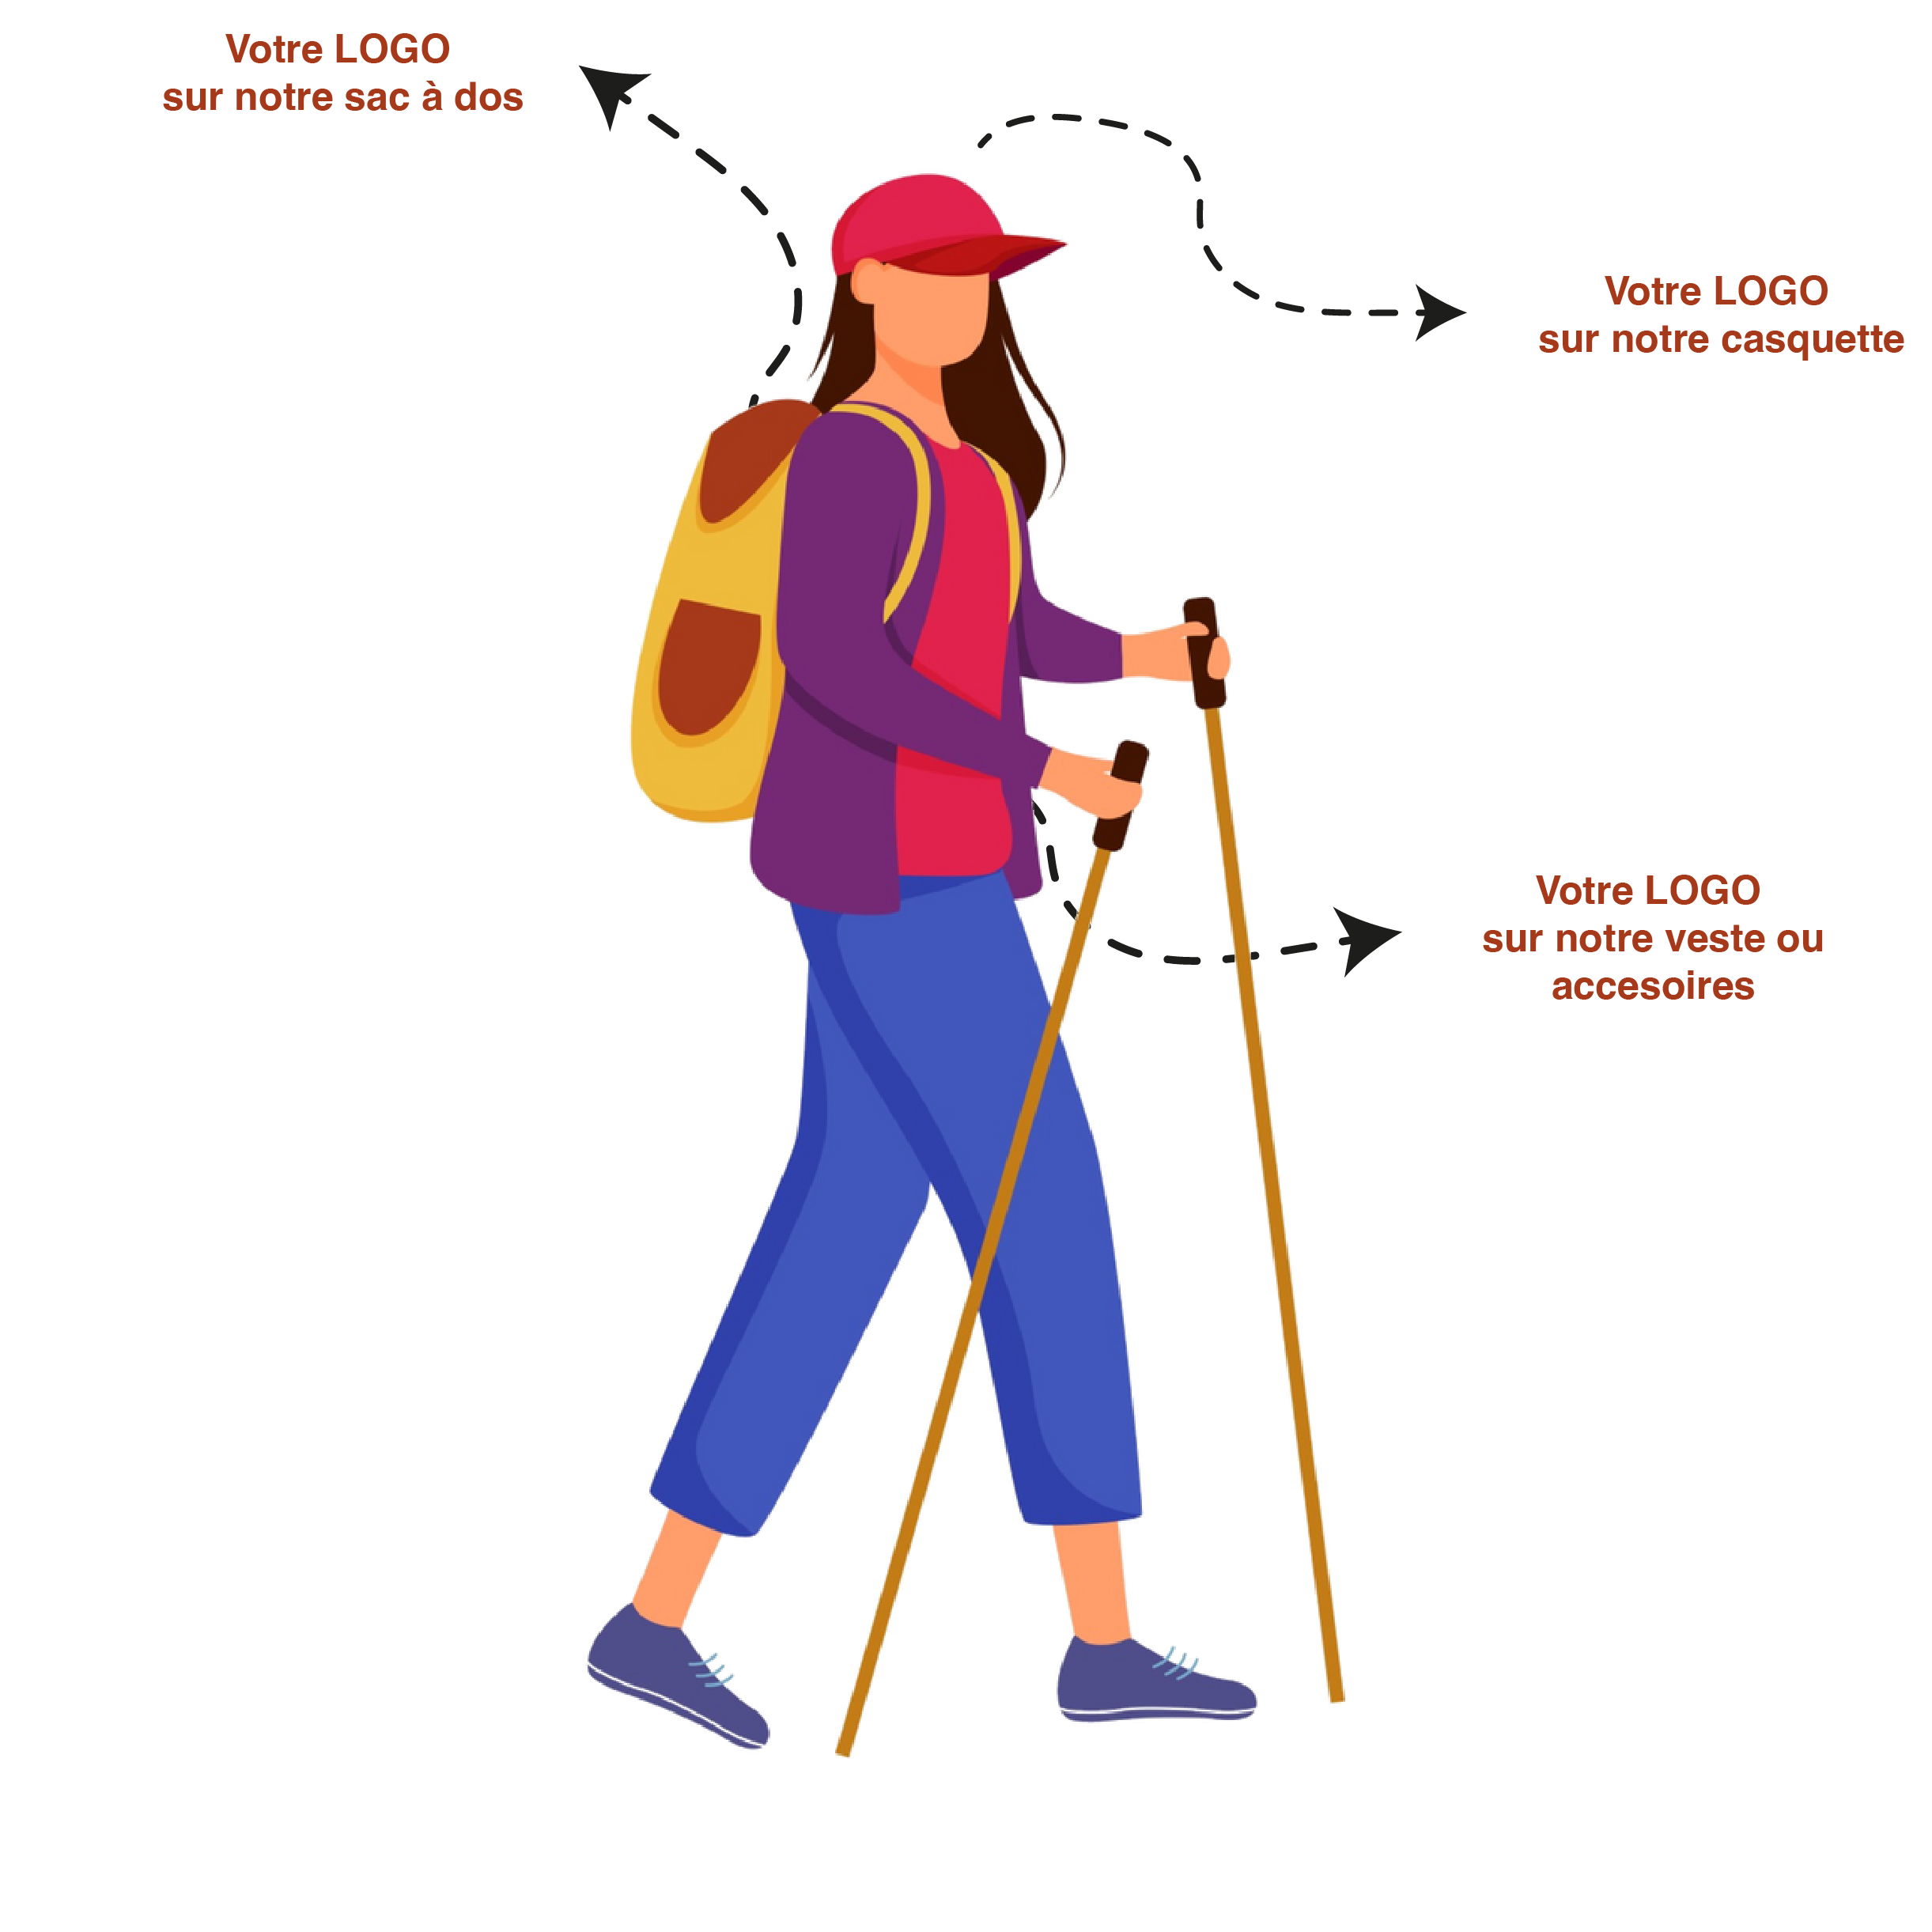 Votre LOGO
sur notre sac à dos
Votre LOGO
sur notre casquette
Votre LOGO
sur notre veste ou
accesoires